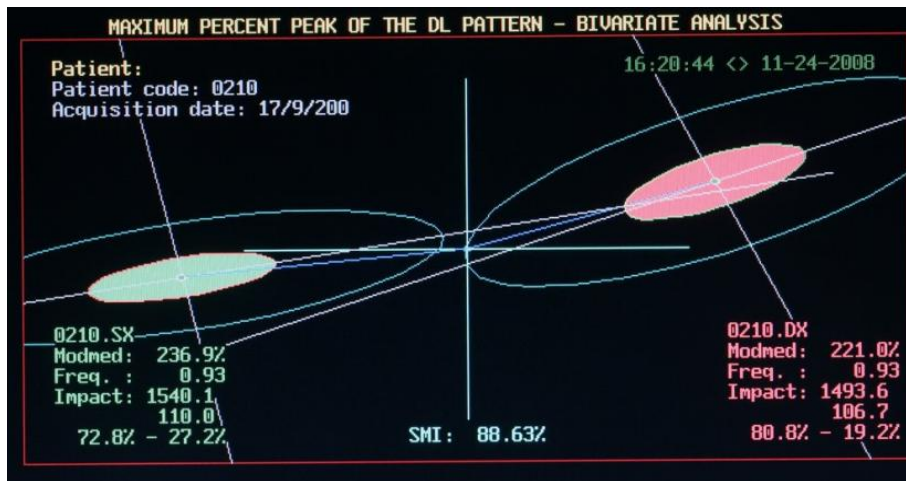 MAXIMUM PERCENT PEAK OF THE DL PATTERN - BIVARIATE ANALYSIS
Patient:
16:20:44 <> 11-24-2008
Patient code: 0210
Acquisition date: 17/9/200
0210.SX
Modmed: 236.9%
Freq. : 0.93
Impact: 1540.1
110.0
72.8% - 27.2%
SMI: 88.63%
0210.DX
Modmed: 221.0%
Freq. : 0.93
Impact: 1493.6
106.7
80.8% - 19.2%